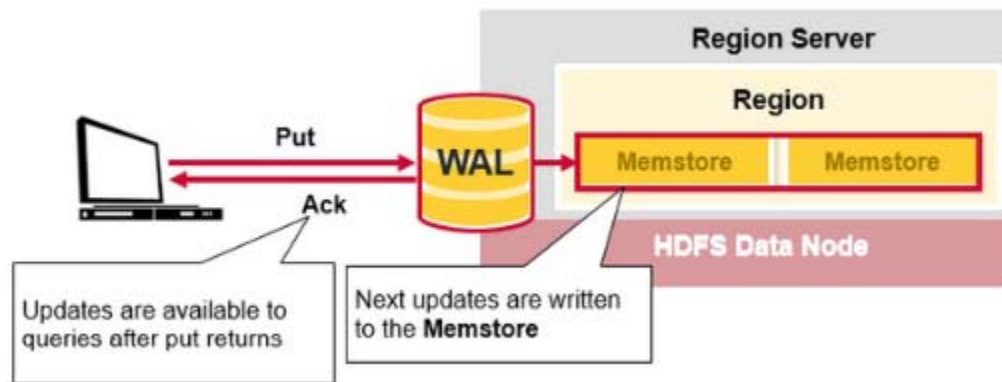 Region Server
Region
Put
WAL
Memstore
Memstore
Ack
HDFS Data Node
Updates are available to
queries after put returns
Next updates are written
to the Memstore